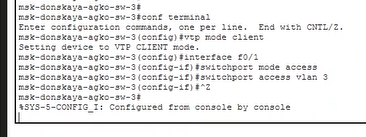 msk-donskaya-agko-sw-3#
msk-donskaya-agko-sw-3#conf terminal
Enter configuration commands, one per line.  End with CNTL/Z.
msk-donskaya-agko-sw-3(config)#vtp mode client
Setting device to VTP CLIENT mode.
msk-donskaya-agko-sw-3(config)#interface f0/1
msk-donskaya-agko-sw-3(config-if)#switchport mode access
msk-donskaya-agko-sw-3(config-if)#switchport access vlan 3
msk-donskaya-agko-sw-3(config-if)#^Z
msk-donskaya-agko-sw-3#
%SYS-5-CONFIG_I: Configured from console by console